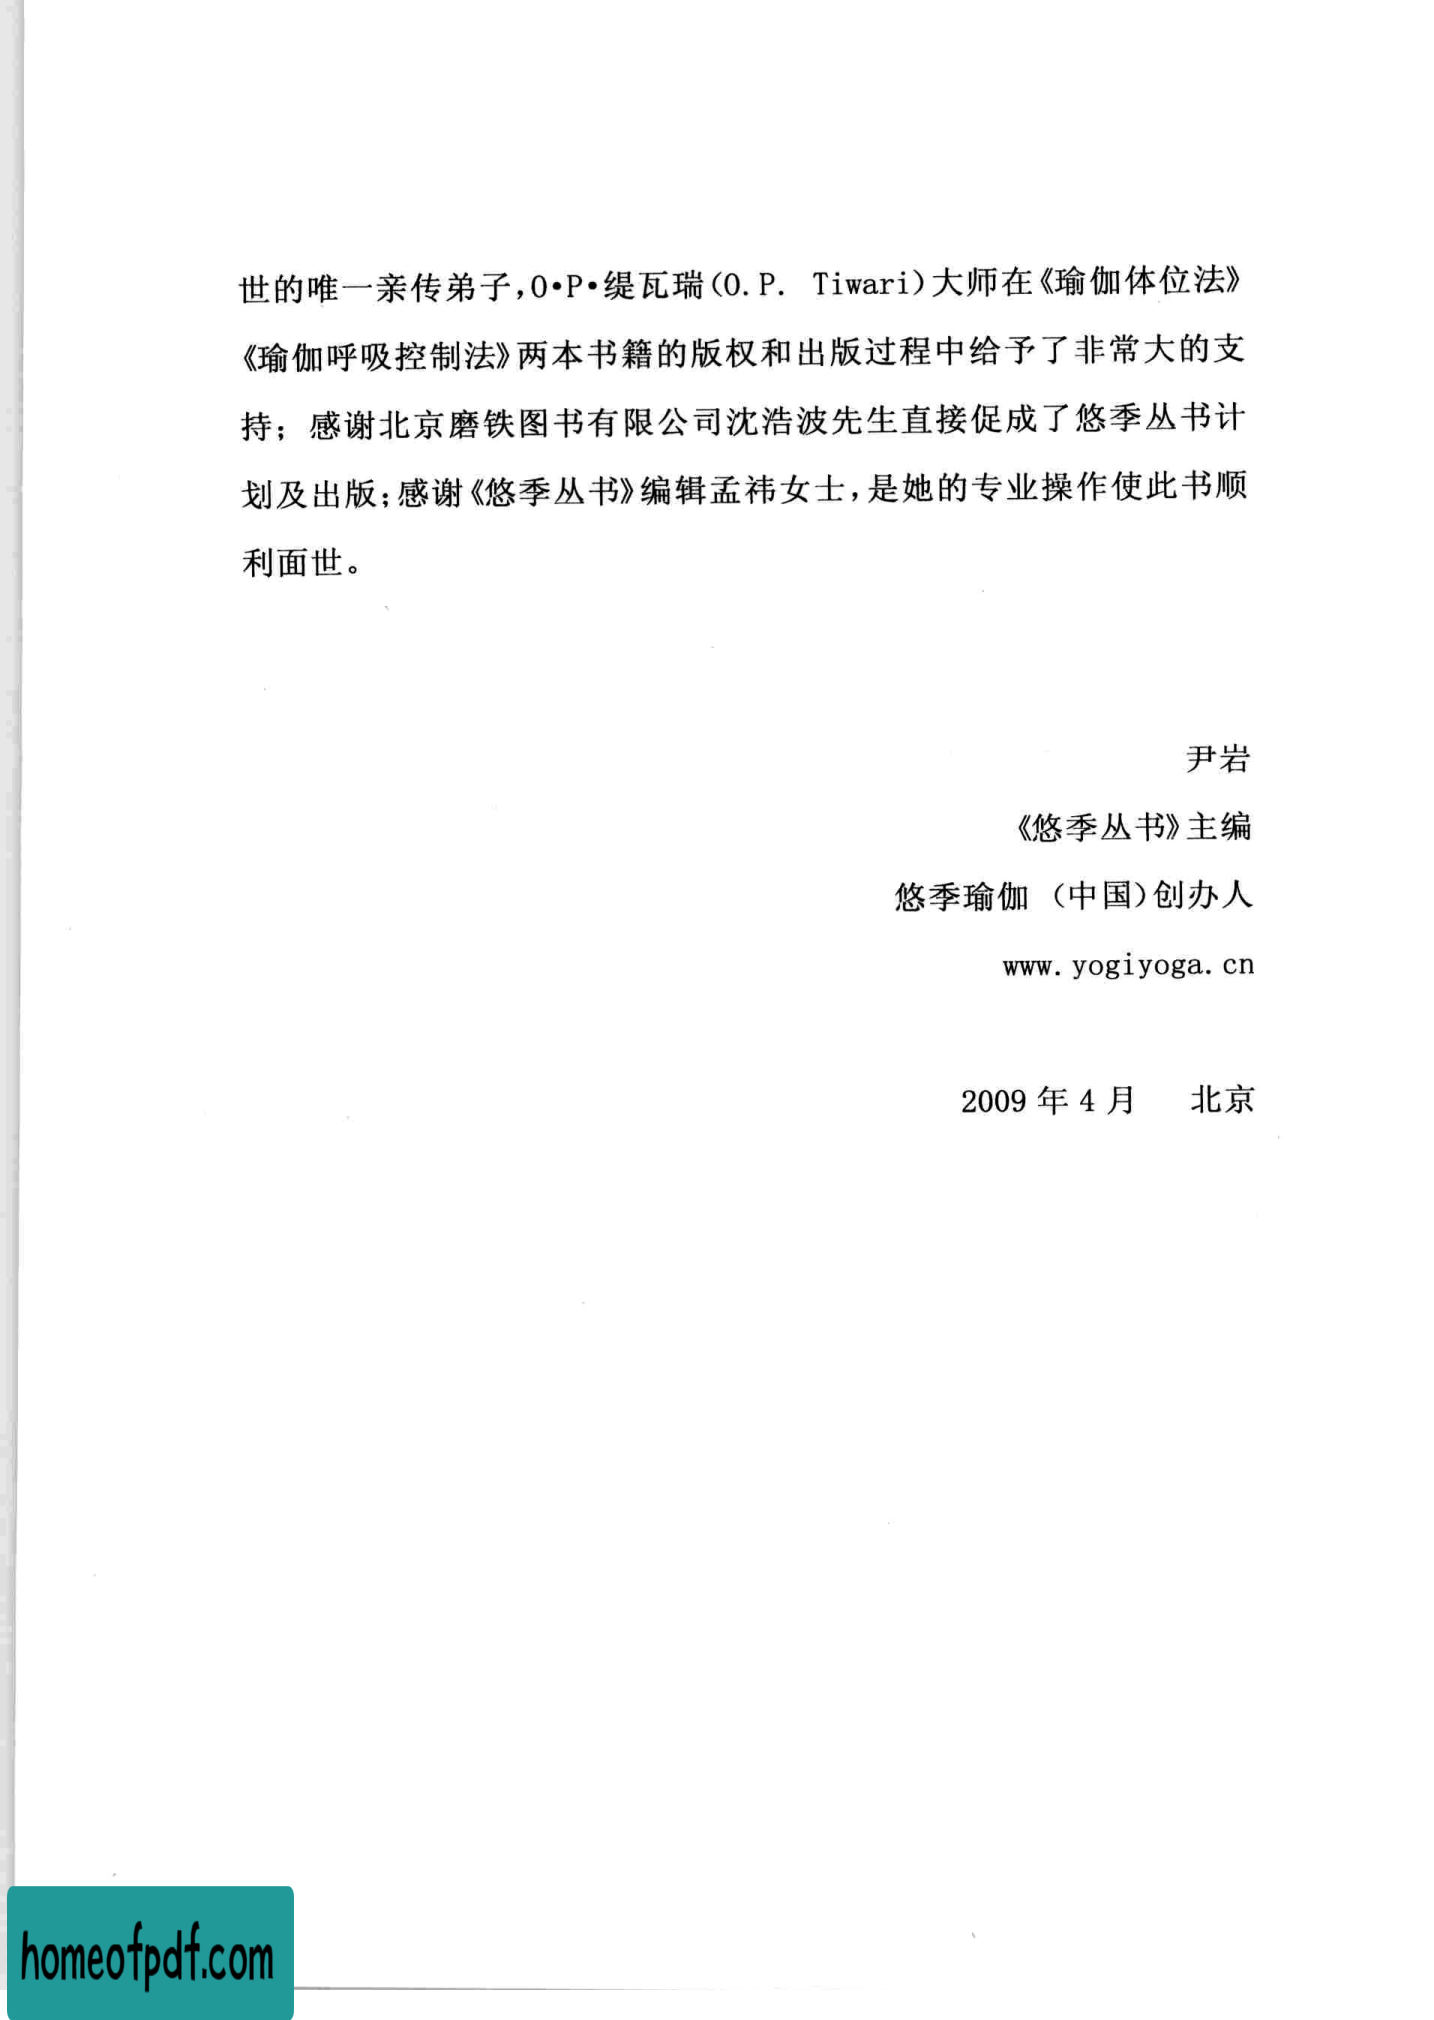 世的唯一亲传弟子,O•P•缇瓦瑞(O.P. Tiwari)大师在《瑜伽体位法》
《瑜伽呼吸控制法》两本书籍的版权和出版过程中给予了非常大的支
持；感谢北京磨铁图书有限公司沈浩波先生直接促成了悠季丛书计
划及出版;感谢《悠季丛书》编辑孟祎女士,是她的专业操作使此书顺
利面世。
尹岩
《悠季丛书》主编
悠季瑜伽 (中国)创办人
www.yogiyoga.cn
2009 年 4 月 北京
homeofpdf.com